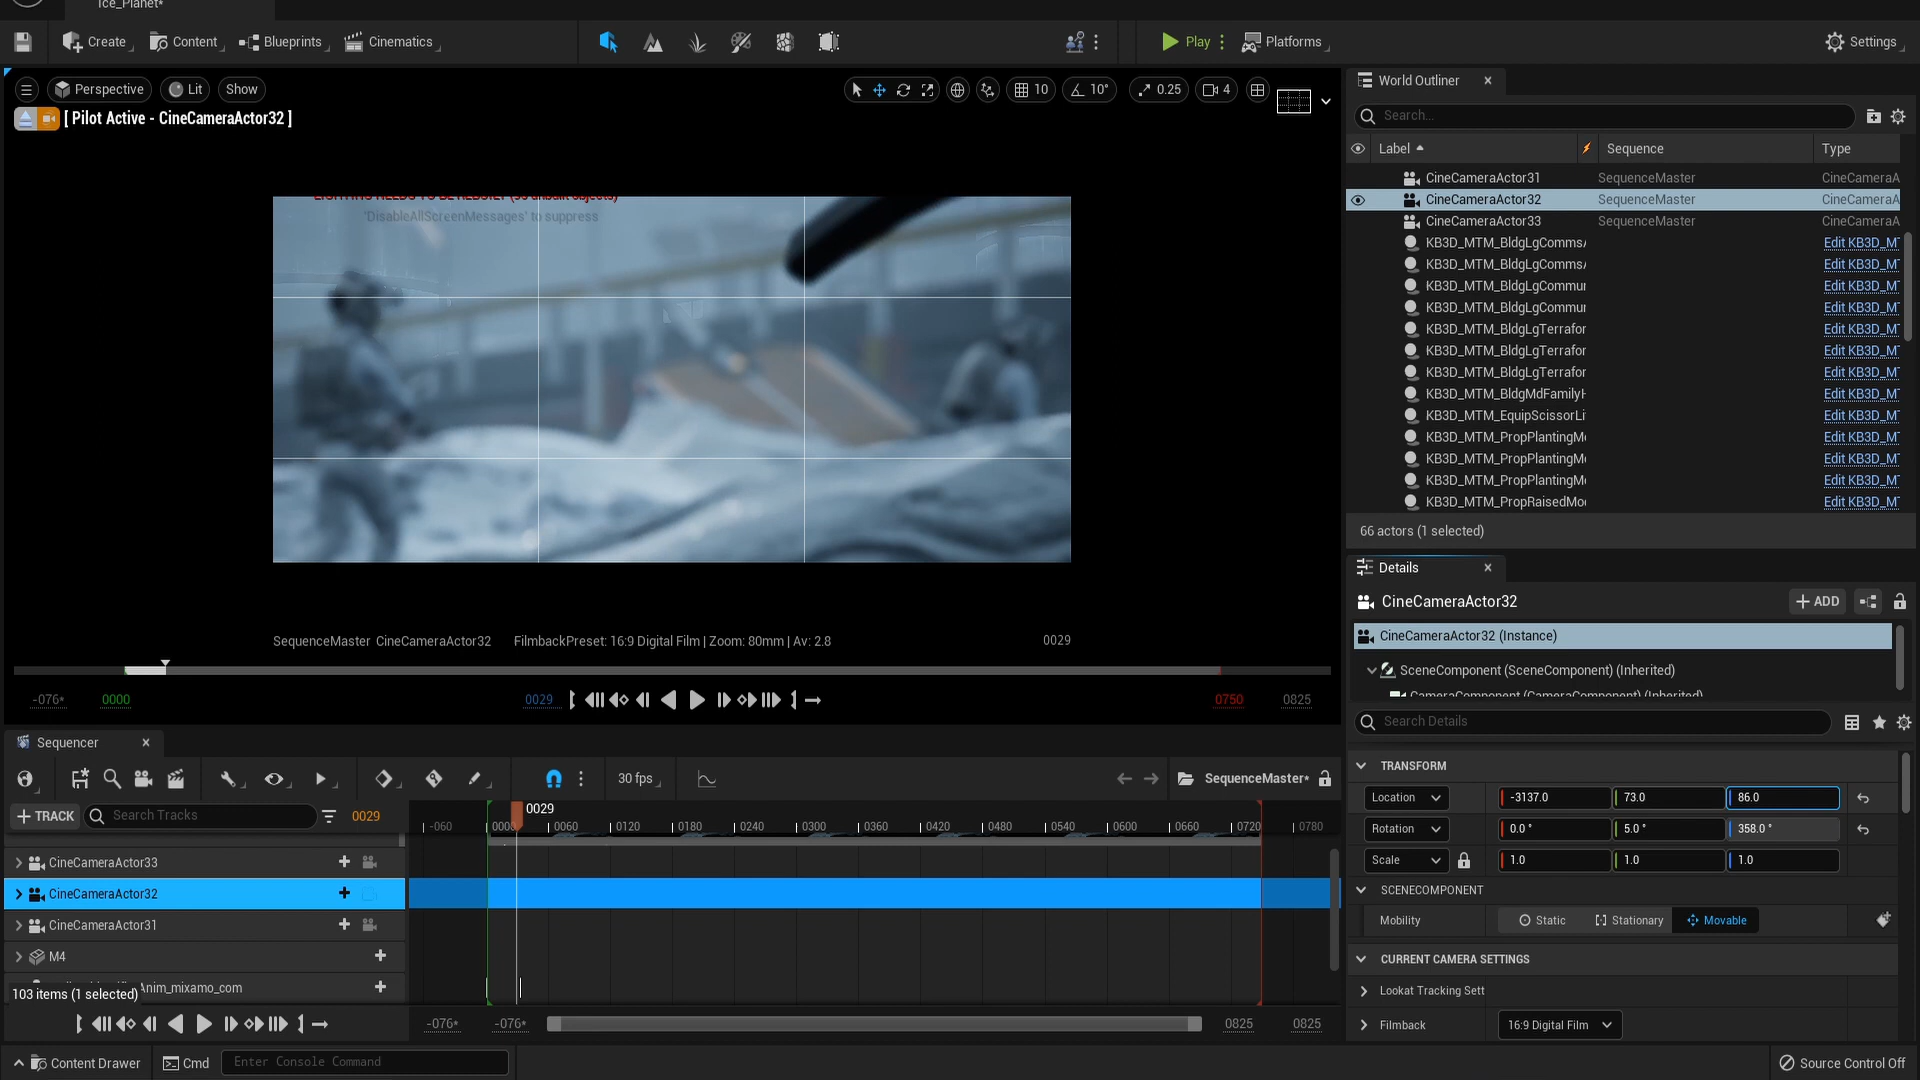 Ice_Planet*
Create
Content
Blueprints
Cinematics
Play
Platforms
Settings
Perspective
Lit
Show
10
10°
0.25
4
[ Pilot Active - CineCameraActor32 ]
'DisableAllScreenMessages' to suppress
SequenceMaster CineCameraActor32 FilmbackPreset: 16:9 Digital Film | Zoom: 80mm | Av: 2.8
0029
-076*
0000
0029
0750
0825
World Outliner
Search...
Label
Sequence
Type
CineCameraActor31 SequenceMaster CineCameraA
CineCameraActor32 SequenceMaster CineCameraA
CineCameraActor33 SequenceMaster CineCameraA
KB3D_MTM_BldgLgComms Edit KB3D_M
KB3D_MTM_BldgLgComms Edit KB3D_M
KB3D_MTM_BldgLgCommur Edit KB3D_M
KB3D_MTM_BldgLgCommur Edit KB3D_M
KB3D_MTM_BldgLgTerrafor Edit KB3D_M
KB3D_MTM_BldgLgTerrafor Edit KB3D_M
KB3D_MTM_BldgLgTerrafor Edit KB3D_M
KB3D_MTM_BldgMdFamily Edit KB3D_M
KB3D_MTM_EquipScissorLi Edit KB3D_M
KB3D_MTM_PropPlantingM Edit KB3D_M
KB3D_MTM_PropPlantingM Edit KB3D_M
KB3D_MTM_PropPlantingM Edit KB3D_M
KB3D_MTM_PropRaisedMo Edit KB3D_M
66 actors (1 selected)
Details
CineCameraActor32
ADD
CineCameraActor32 (Instance)
SceneComponent (SceneComponent) (Inherited)
CameraComponent (CameraComponent) (Inherited)
Search Details
TRANSFORM
Location -3137.0 73.0 86.0
Rotation 0.0° 5.0° 358.0°
Scale 1.0 1.0 1.0
SCENECOMPONENT
Mobility Static Stationary Movable
CURRENT CAMERA SETTINGS
Lookat Tracking Sett
Filmback 16:9 Digital Film
Sequencer
30 fps
SequenceMaster*
+ TRACK
Search Tracks
0029
0029
-060 0000 0060 0120 0180 0240 0300 0360 0420 0480 0540 0600 0660 0720 0780
CineCameraActor33
CineCameraActor32
CineCameraActor31
M4
Anim_mixamo_com
103 items (1 selected)
-076*
-076*
0825
0825
Content Drawer
Cmd
Enter Console Command
Source Control Off